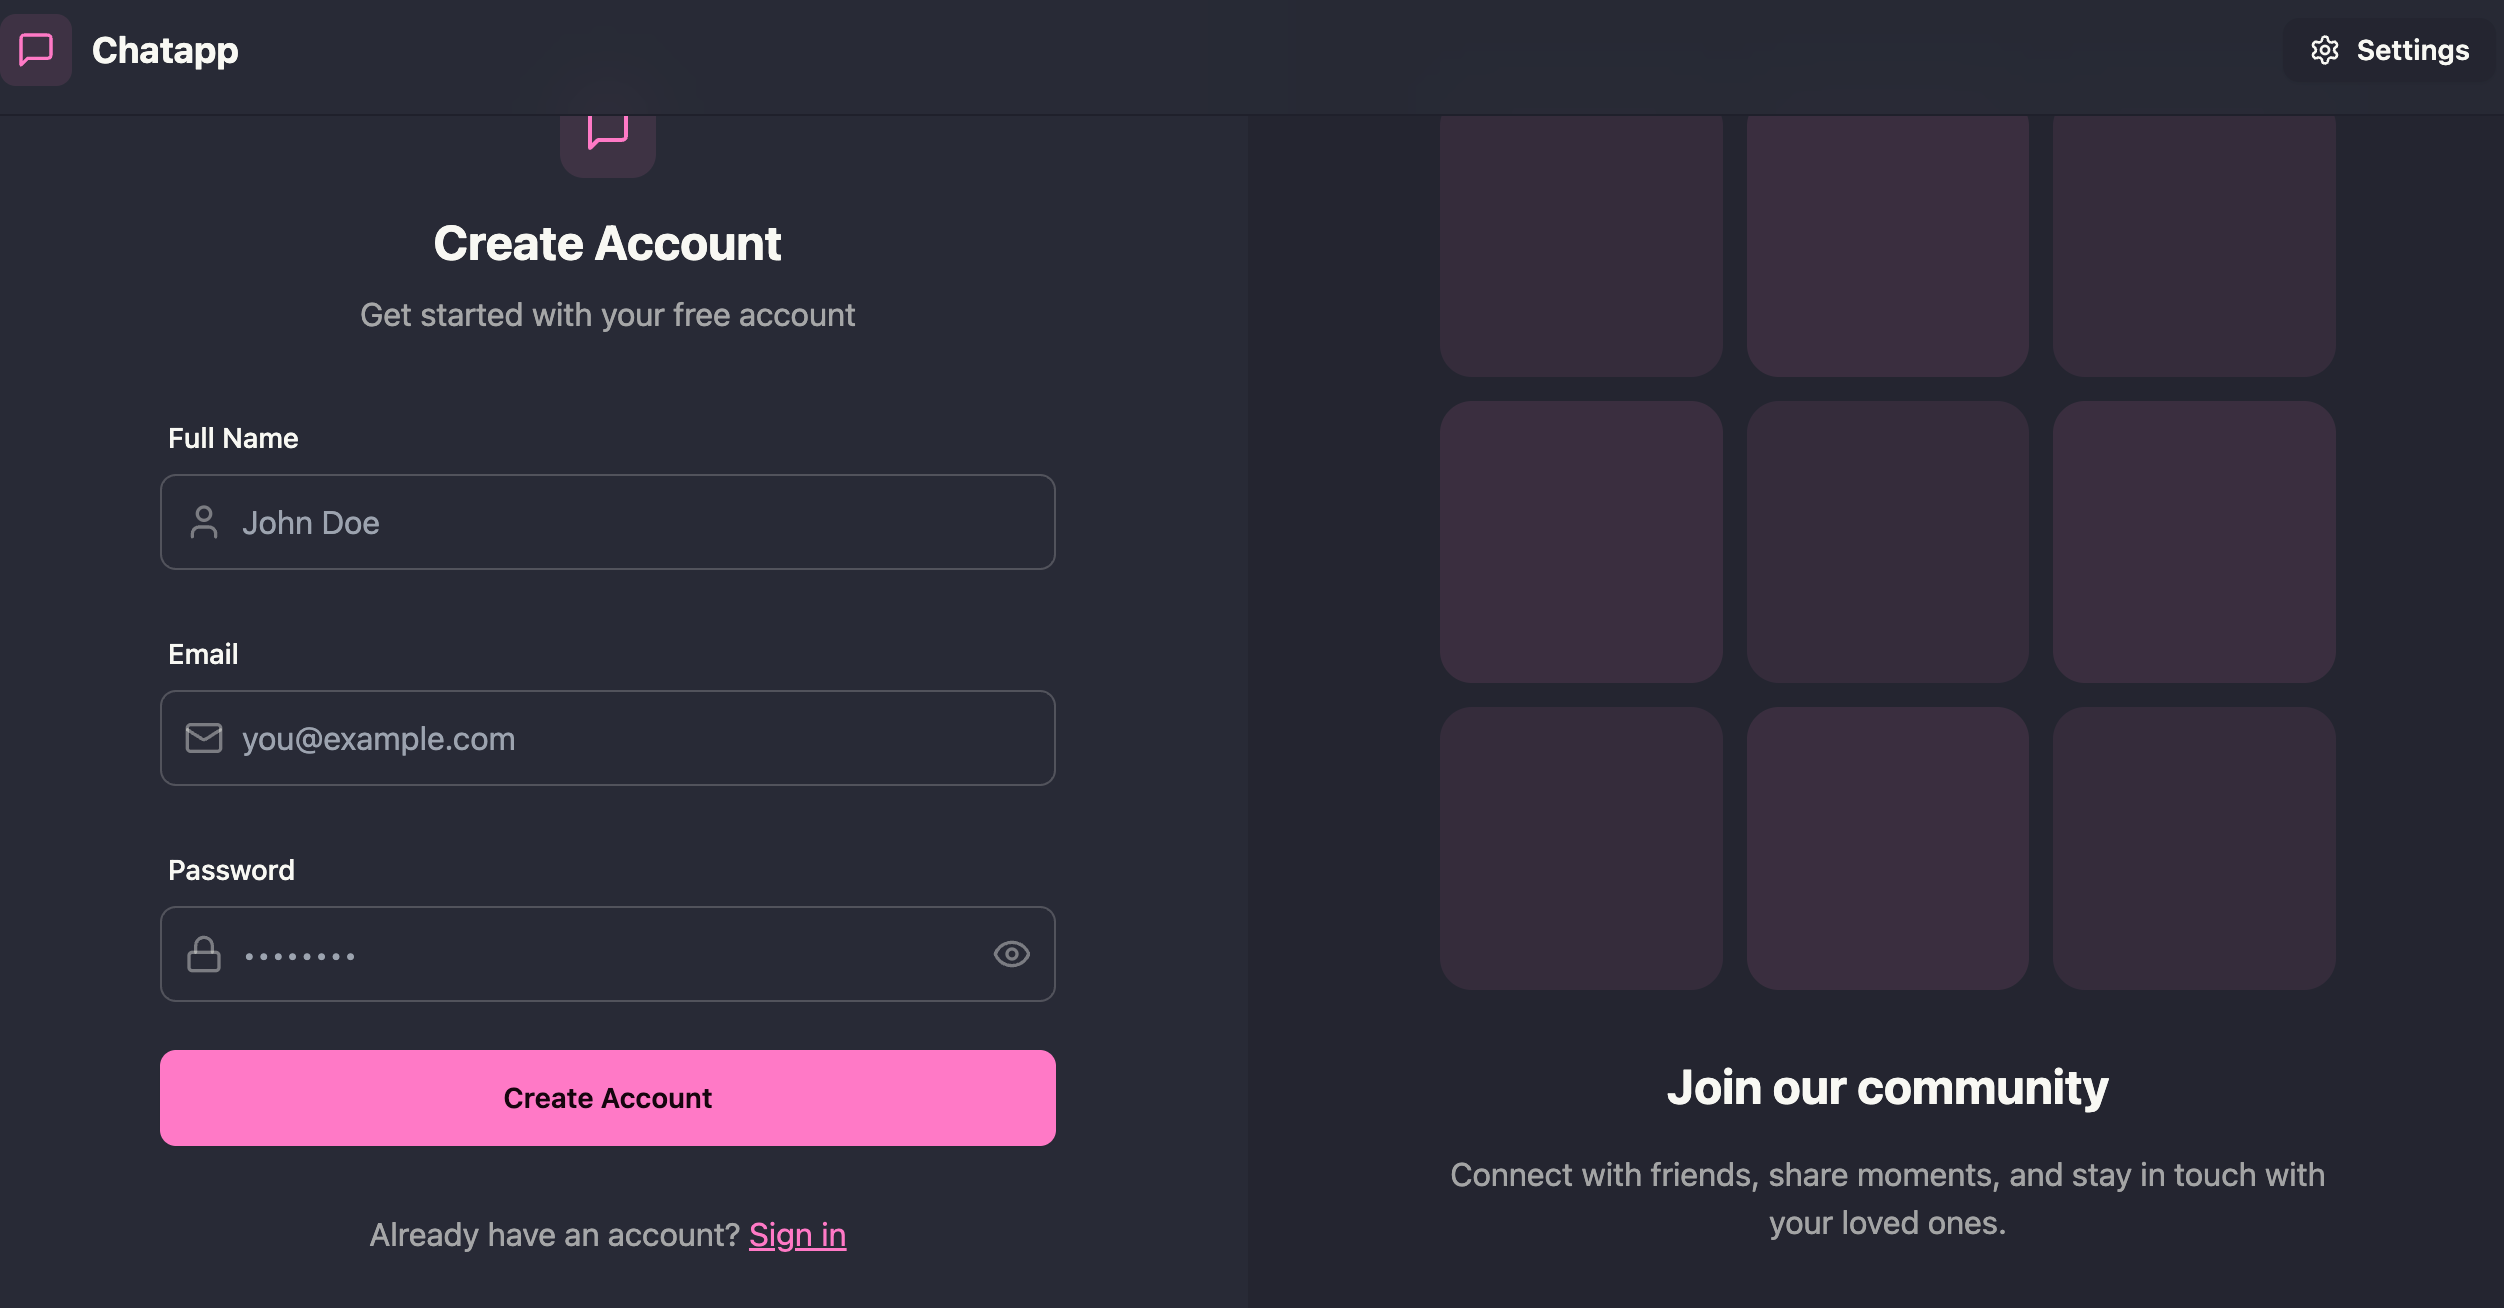 Chatapp
Settings
Create Account
Get started with your free account
Full Name
John Doe
Email
you@example.com
Password
••••••••
Create Account
Already have an account? Sign in
Join our community
Connect with friends, share moments, and stay in touch with
your loved ones.